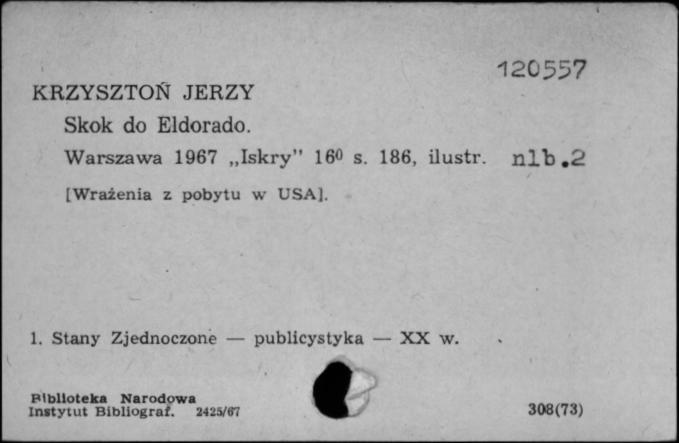 120557
KRZYSZTOŃ JERZY
Skok do Eldorado.
Warszawa 1967 „Iskry” 16⁰ s. 186, ilustr. nlb.2
[Wrażenia z pobytu w USA].
1. Stany Zjednoczone — publicystyka — XX w.
Biblioteka Narodowa
Instytut Bibliograf. 2425/67
308(73)